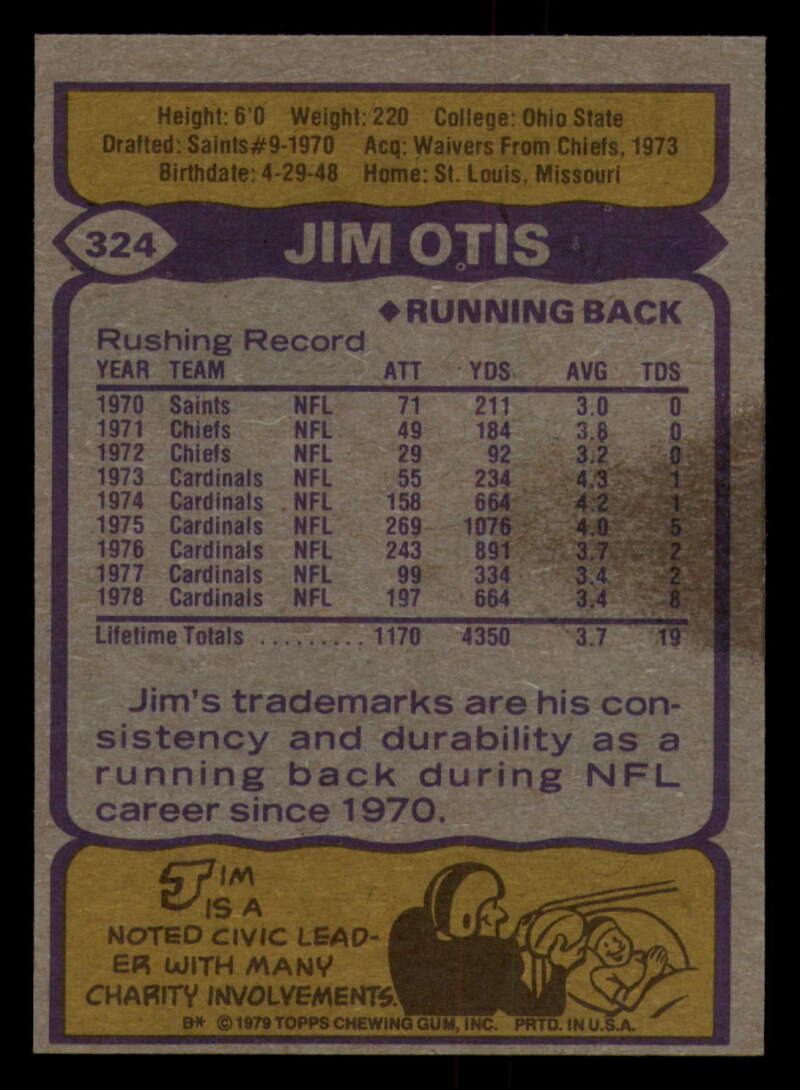 Height: 6'0 Weight: 220 College: Ohio State
Drafted: Saints#9-1970 Acq: Waivers From Chiefs, 1973
Birthdate: 4-29-48 Home: St. Louis, Missouri
324 JIM OTIS
◆RUNNING BACK
Rushing Record
YEAR TEAM ATT YDS AVG TDS
1970 Saints NFL 71 211 3.0 0
1971 Chiefs NFL 49 184 3.8 0
1972 Chiefs NFL 29 92 3.2 0
1973 Cardinals NFL 55 234 4.3 1
1974 Cardinals NFL 158 664 4.2 1
1975 Cardinals NFL 269 1076 4.0 5
1976 Cardinals NFL 243 891 3.7 2
1977 Cardinals NFL 99 334 3.4 2
1978 Cardinals NFL 197 664 3.4 8
Lifetime Totals ......... 1170 4350 3.7 19
Jim's trademarks are his con-
sistency and durability as a
running back during NFL
career since 1970.
JIM
IS A
NOTED CIVIC LEAD-
ER WITH MANY
CHARITY INVOLVEMENTS.
B* © 1979 TOPPS CHEWING GUM, INC. PRTD. IN U.S.A.